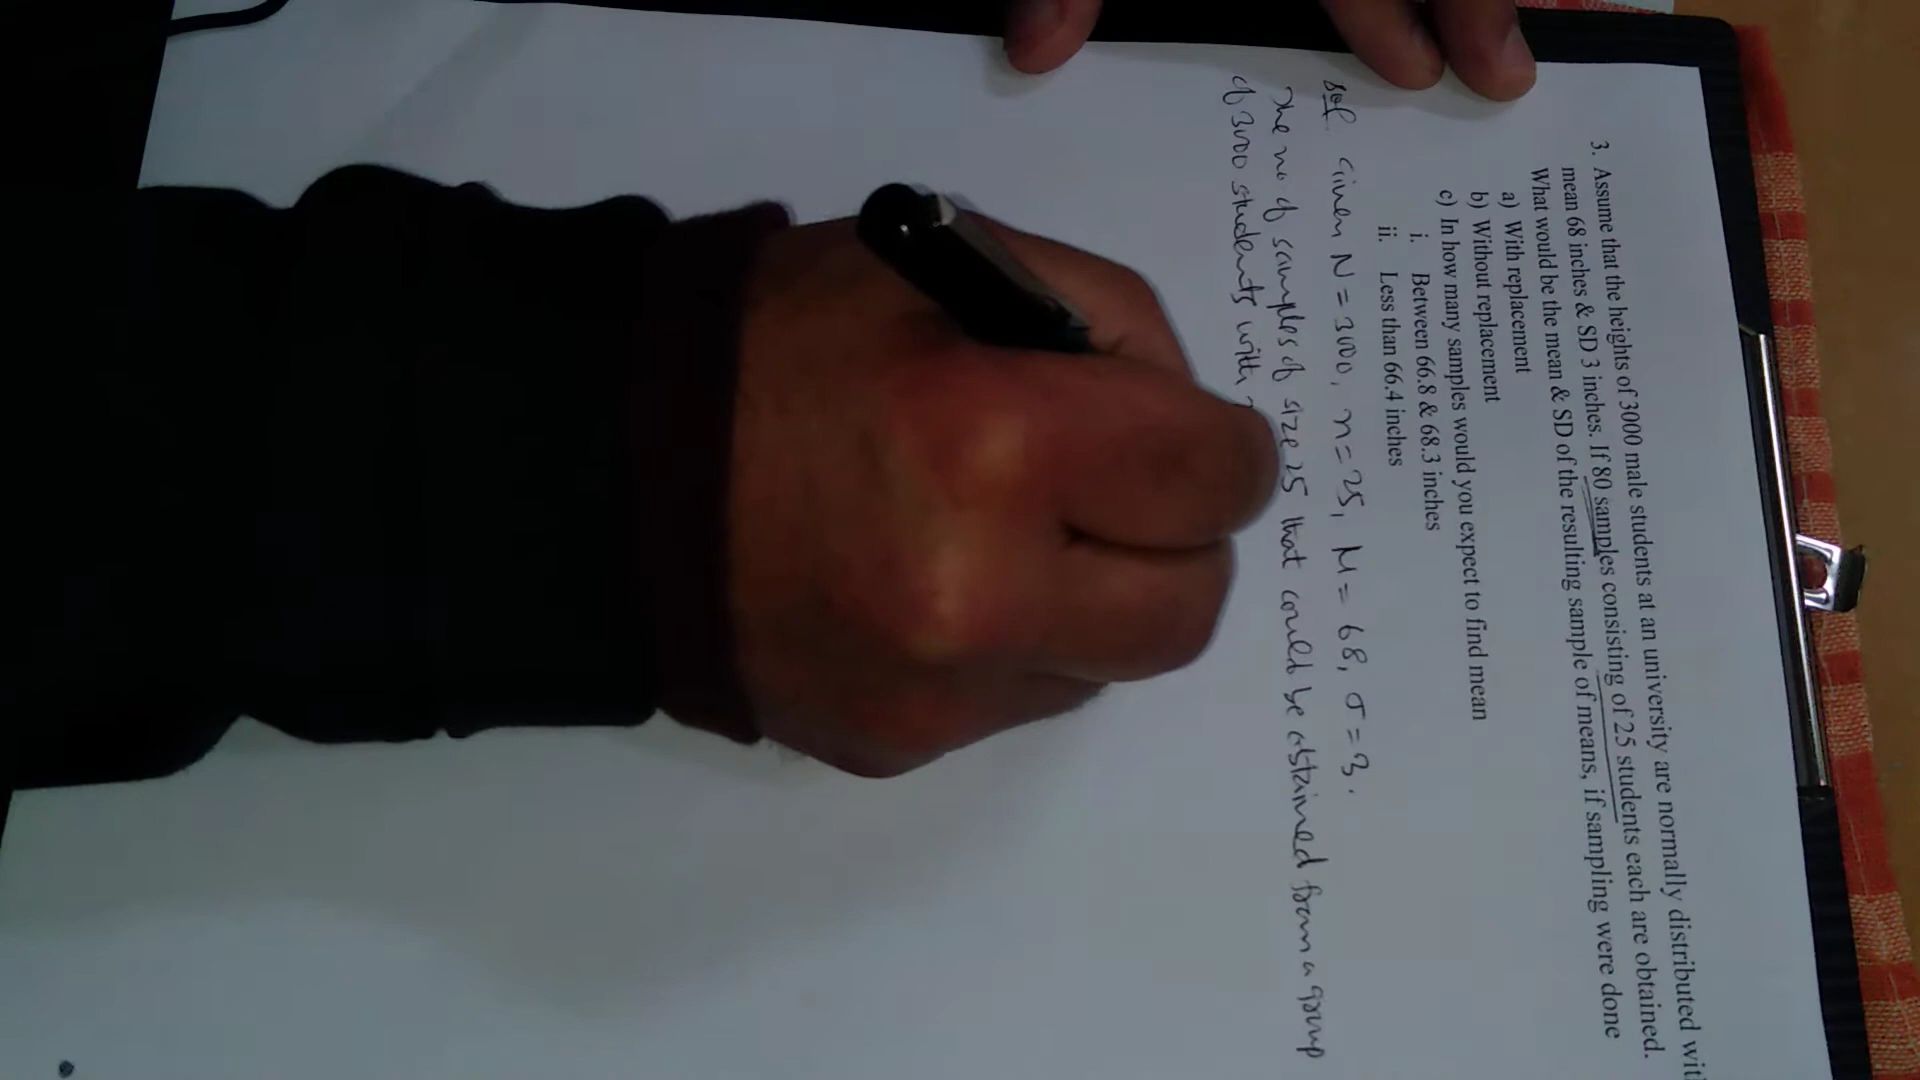 3. Assume that the heights of 3000 male students at an university are normally distributed
mean 68 inches & SD 3 inches. If 80 samples consisting of 25 students each are obtained.
What would be the mean & SD of the resulting sample of means, if sampling were done
a) With replacement
b) Without replacement
c) In how many samples would you expect to find mean
i. Between 66.8 & 68.3 inches
ii. Less than 66.4 inches
Sol. Given N = 3000, n = 25, M = 68, σ = 3.
The no of samples of size 25 that could be obtained from a group
of 3000 students with